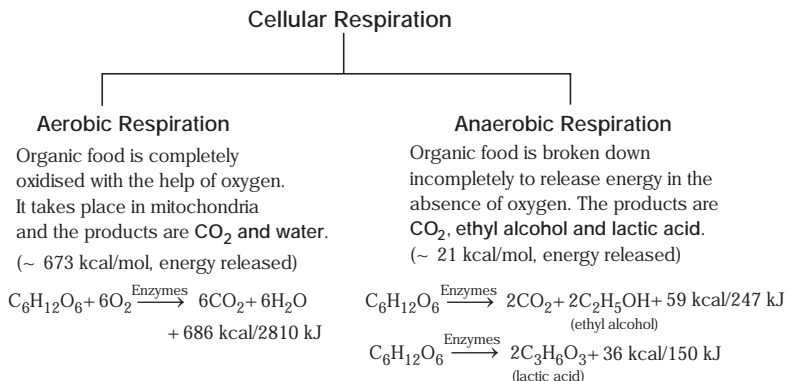 Cellular Respiration
Aerobic Respiration
Organic food is completely
oxidised with the help of oxygen.
It takes place in mitochondria
and the products are CO₂ and water.
(~ 673 kcal/mol, energy released)
C₆H₁₂O₆ + 6O₂ —Enzymes→ 6CO₂ + 6H₂O
+ 686 kcal/2810 kJ
Anaerobic Respiration
Organic food is broken down
incompletely to release energy in the
absence of oxygen. The products are
CO₂, ethyl alcohol and lactic acid.
(~ 21 kcal/mol, energy released)
C₆H₁₂O₆ —Enzymes→ 2CO₂ + 2C₂H₅OH + 59 kcal/247 kJ
(ethyl alcohol)
C₆H₁₂O₆ —Enzymes→ 2C₃H₆O₃ + 36 kcal/150 kJ
(lactic acid)